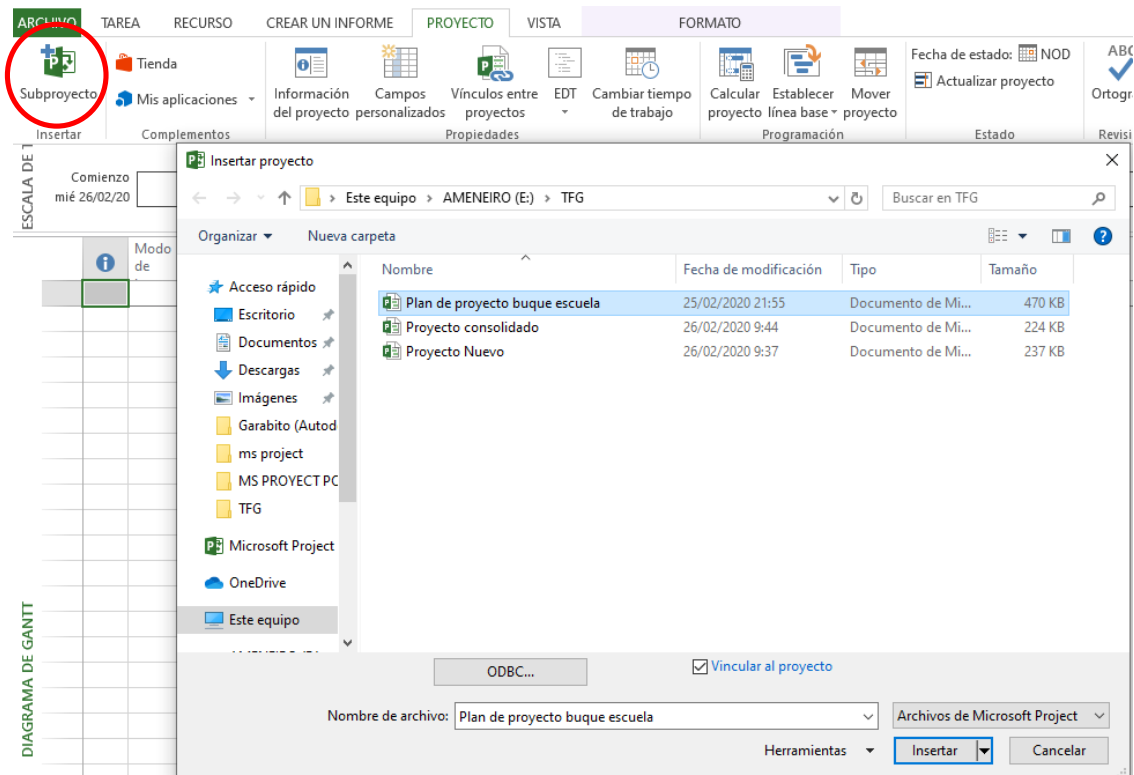 ARCHIVO TAREA RECURSO CREAR UN INFORME PROYECTO VISTA FORMATO
Subproyecto
Tienda
Mis aplicaciones
Información del proyecto
Campos personalizados
Vínculos entre proyectos
EDT
Cambiar tiempo de trabajo
Calcular proyecto
Establecer línea base
Mover proyecto
Fecha de estado: NOD
Actualizar proyecto
ABC
Ortogr
Insertar Complementos Propiedades Programación Estado Revisi
ESCALA DE T
Comienzo
mié 26/02/20
Modo
de
DIAGRAMA DE GANTT
Insertar proyecto
Este equipo > AMENEIRO (E:) > TFG
Buscar en TFG
Organizar Nueva carpeta
Acceso rápido
Escritorio
Documentos
Descargas
Imágenes
Garabito (Autod
ms project
MS PROYECT PC
TFG
Microsoft Project
OneDrive
Este equipo
Nombre Fecha de modificación Tipo Tamaño
Plan de proyecto buque escuela 25/02/2020 21:55 Documento de Mi... 470 KB
Proyecto consolidado 26/02/2020 9:44 Documento de Mi... 224 KB
Proyecto Nuevo 26/02/2020 9:37 Documento de Mi... 237 KB
ODBC... Vincular al proyecto
Nombre de archivo: Plan de proyecto buque escuela Archivos de Microsoft Project
Herramientas Insertar Cancelar